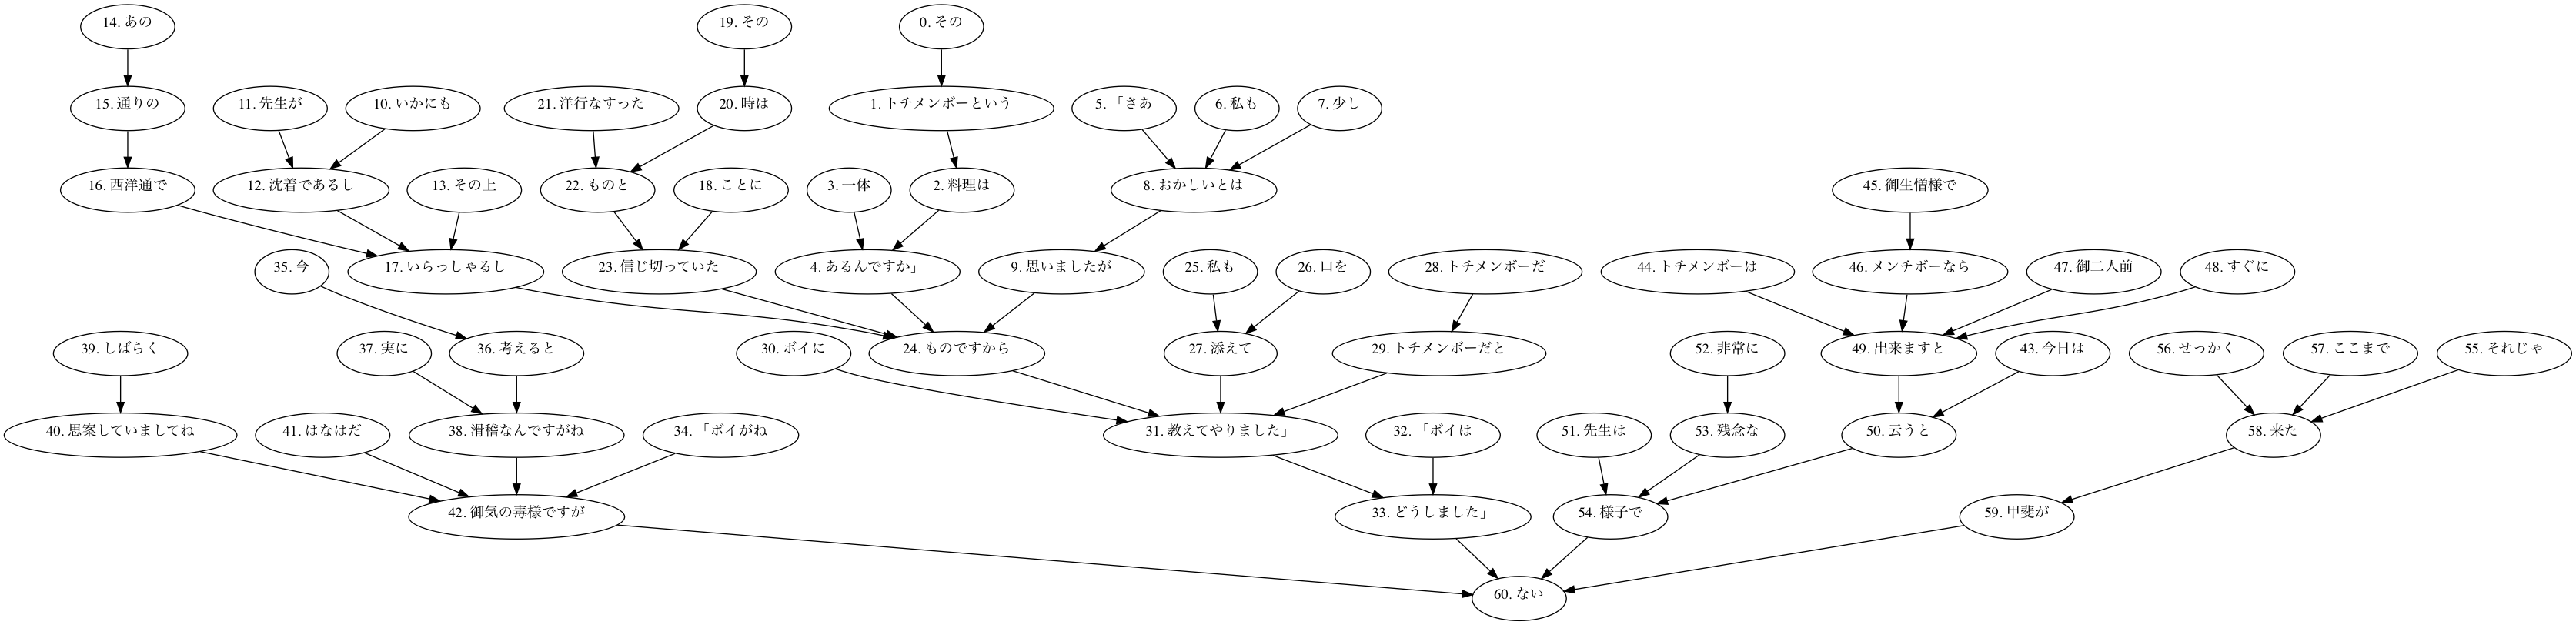 14. あの
19. その
0. その
15. 通りの
11. 先生が
10. いかにも
21. 洋行なすった
20. 時は
1. トチメンボーという
5. 「さあ
6. 私も
7. 少し
16. 西洋通で
12. 沈着であるし
13. その上
22. ものと
18. ことに
3. 一体
2. 料理は
8. おかしいとは
45. 御生憎様で
35. 今
17. いらっしゃるし
23. 信じ切っていた
4. あるんですか」
9. 思いましたが
25. 私も
26. 口を
28. トチメンボーだ
44. トチメンボーは
46. メンチボーなら
47. 御二人前
48. すぐに
39. しばらく
37. 実に
36. 考えると
30. ボイに
24. ものですから
27. 添えて
29. トチメンボーだと
52. 非常に
49. 出来ますと
43. 今日は
56. せっかく
57. ここまで
55. それじゃ
40. 思案していましてね
41. はなはだ
38. 滑稽なんですがね
34. 「ボイがね
31. 教えてやりました」
32. 「ボイは
51. 先生は
53. 残念な
50. 云うと
58. 来た
42. 御気の毒様ですが
33. どうしました」
54. 様子で
59. 甲斐が
60. ない